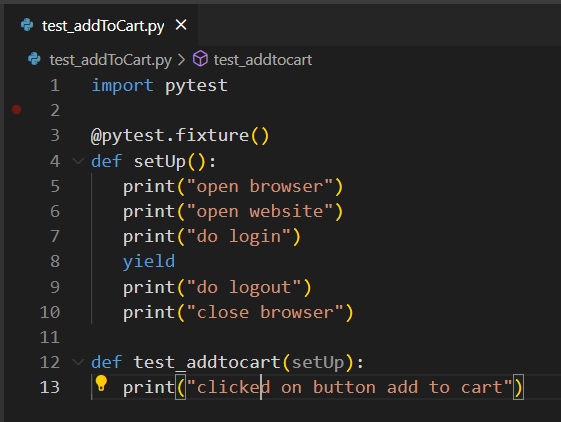 test_addToCart.py ×
test_addToCart.py > test_addtocart
1 import pytest
2
3 @pytest.fixture()
4 def setUp():
5     print("open browser")
6     print("open website")
7     print("do login")
8     yield
9     print("do logout")
10     print("close browser")
11
12 def test_addtocart(setUp):
13     print("clicked on button add to cart")